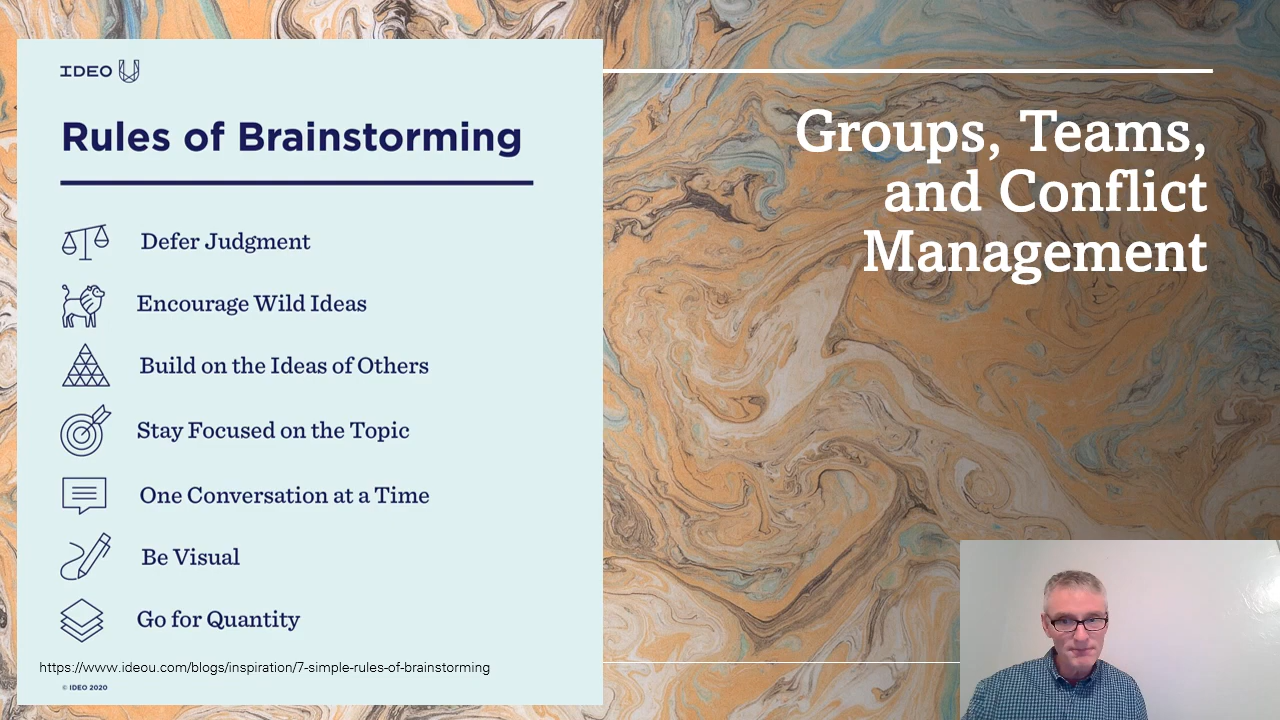 IDEO U
Rules of Brainstorming
Defer Judgment
Encourage Wild Ideas
Build on the Ideas of Others
Stay Focused on the Topic
One Conversation at a Time
Be Visual
Go for Quantity
https://www.ideou.com/blogs/inspiration/7-simple-rules-of-brainstorming
© IDEO 2020
Groups, Teams,
and Conflict
Management